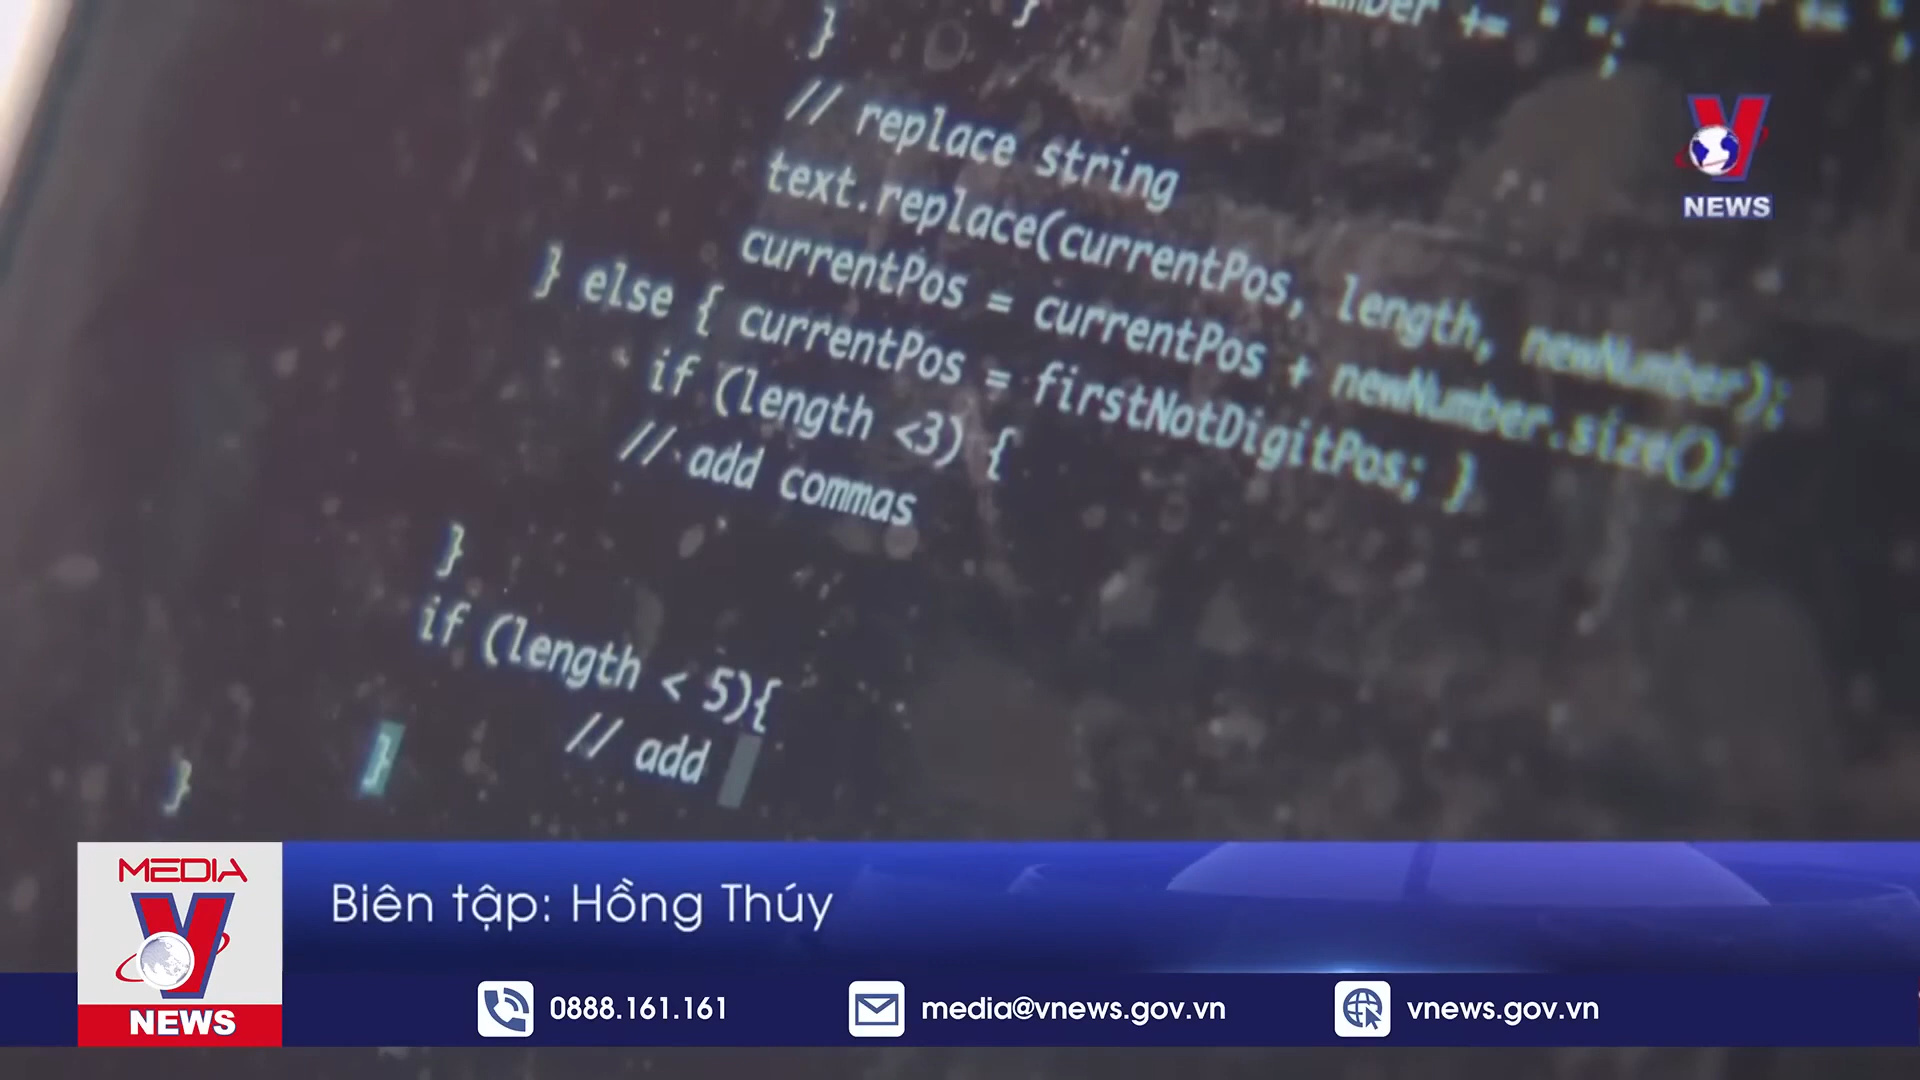 }
}
// replace string
text.replace(currentPos, length, newNumber);
currentPos = currentPos + newNumber.size();
} else { currentPos = firstNotDigitPos; }
if (length <3) {
// add commas
}
if (length < 5){
// add
}
}
NEWS
MEDIA
V
NEWS
Biên tập: Hồng Thúy
0888.161.161
media@vnews.gov.vn
vnews.gov.vn